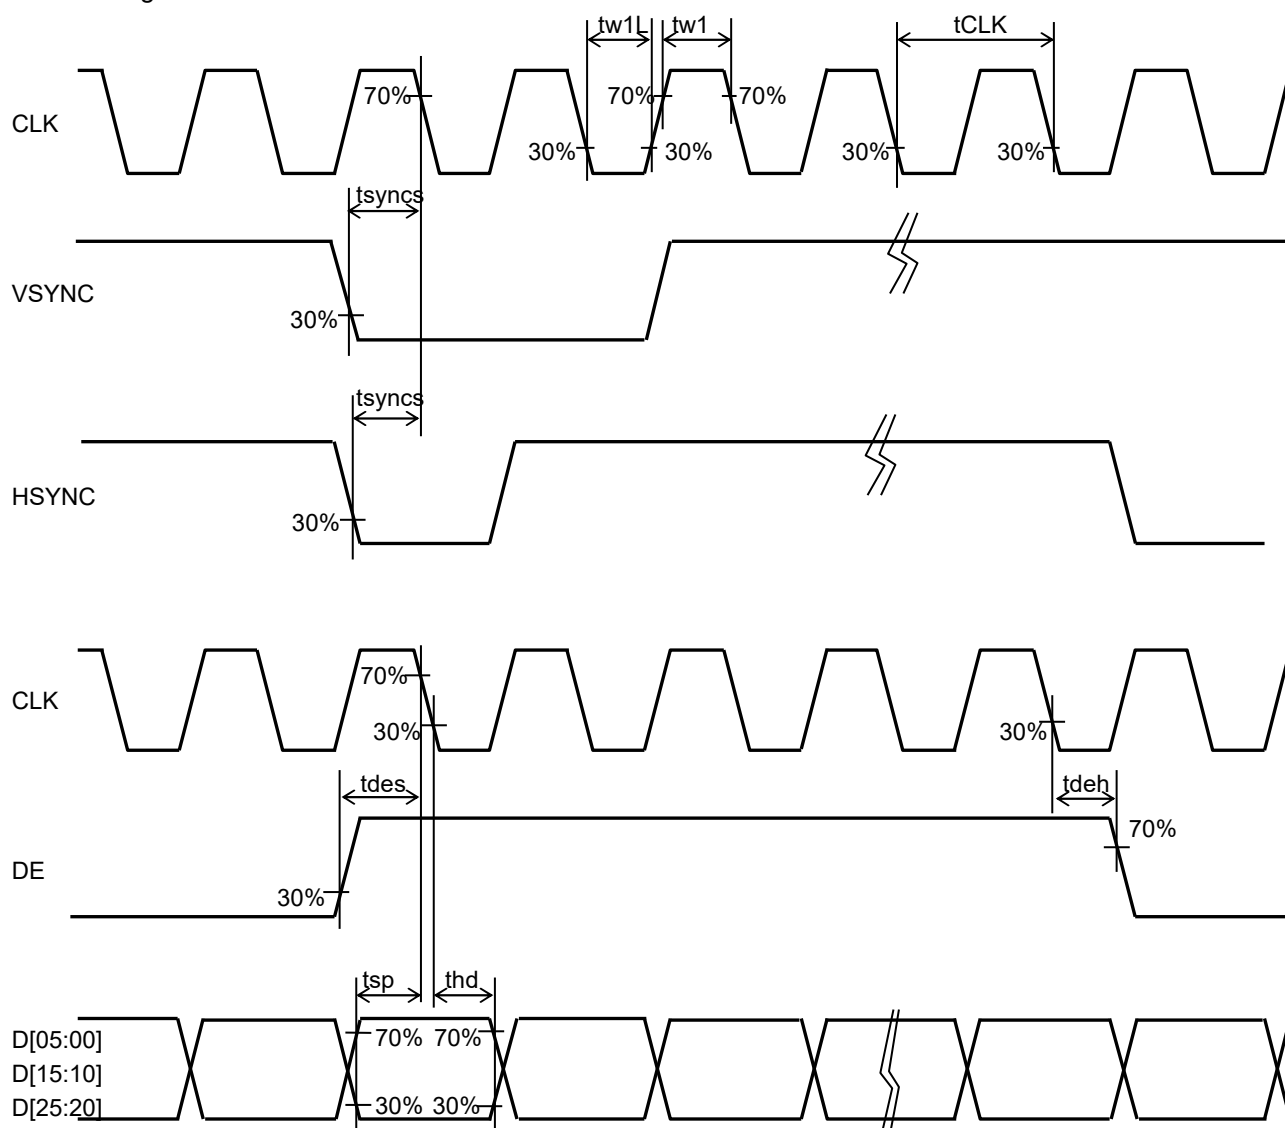 tw1L tw1 tCLK
70% 70% 70%
CLK
30% 30% 30% 30%
tsyncs
VSYNC
30%
tsyncs
HSYNC
30%
70%
CLK
30% 30%
tdes tdeh
70%
DE
30%
tsp thd
D[05:00] 70% 70%
D[15:10]
D[25:20] 30% 30%